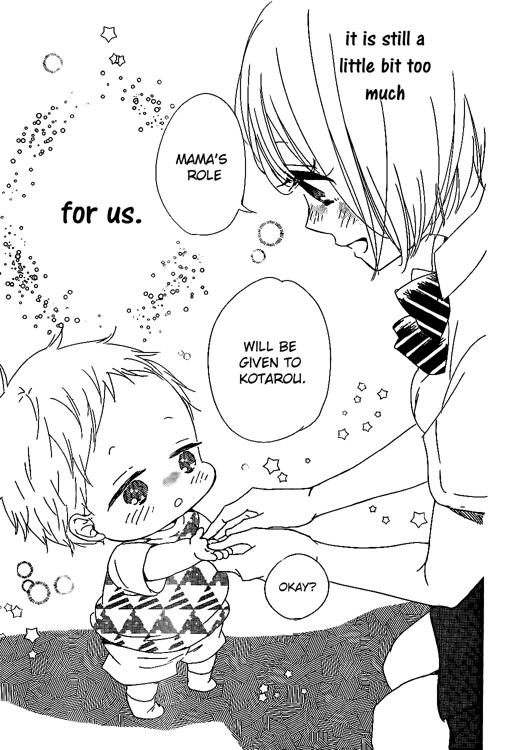 it is still a
little bit too
much
for us.
MAMA'S
ROLE
WILL BE
GIVEN TO
KOTAROU.
OKAY?